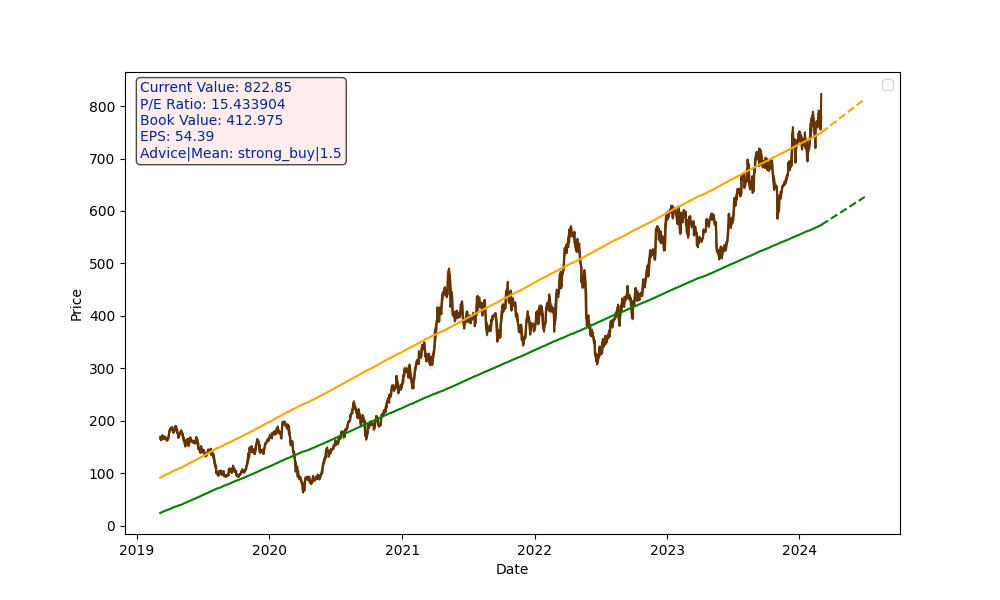 Current Value: 822.85
P/E Ratio: 15.433904
Book Value: 412.975
EPS: 54.39
Advice|Mean: strong_buy|1.5
800
700
600
500
400
300
200
100
0
Price
2019 2020 2021 2022 2023 2024
Date